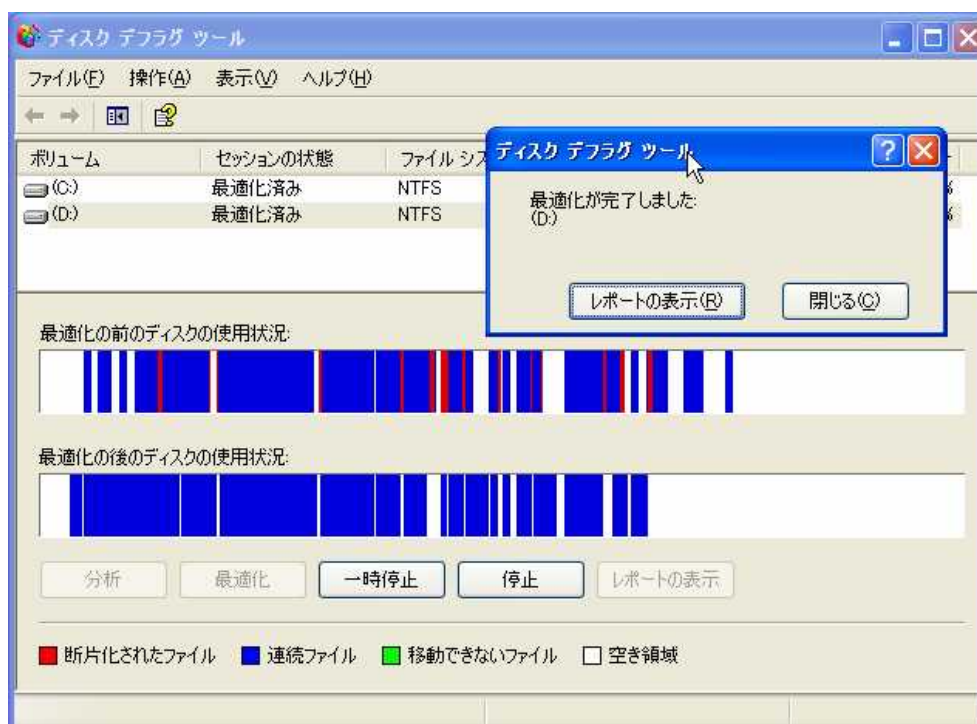 ディスク デフラグ ツール
ファイル(F) 操作(A) 表示(V) ヘルプ(H)
ボリューム セッションの状態 ファイル シス
(C:) 最適化済み NTFS
(D:) 最適化済み NTFS
ディスク デフラグ ツール
最適化が完了しました:
(D:)
レポートの表示(R) 閉じる(C)
最適化の前のディスクの使用状況:
最適化の後のディスクの使用状況:
分析 最適化 一時停止 停止 レポートの表示
断片化されたファイル 連続ファイル 移動できないファイル 空き領域